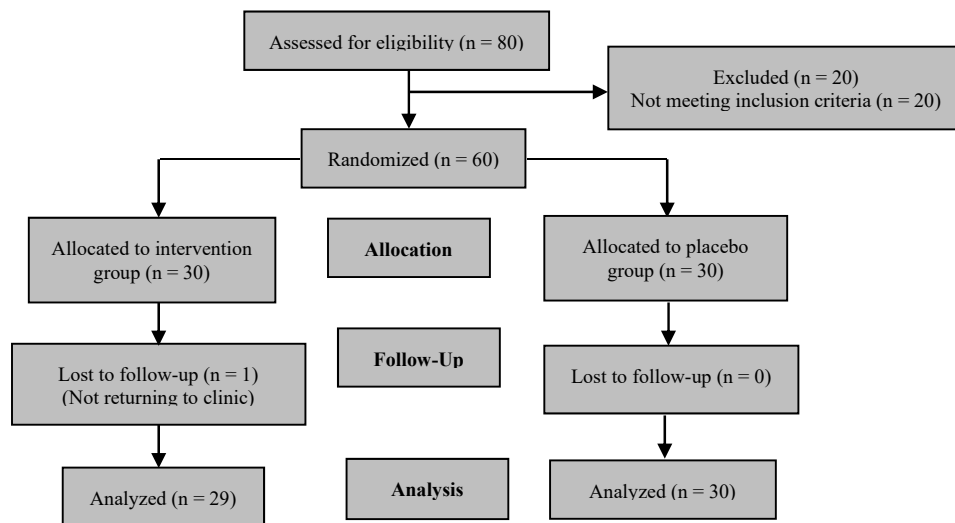 Assessed for eligibility (n = 80)
Excluded (n = 20)
Not meeting inclusion criteria (n = 20)
Randomized (n = 60)
Allocated to intervention
group (n = 30)
Allocation
Allocated to placebo
group (n = 30)
Lost to follow-up (n = 1)
(Not returning to clinic)
Follow-Up
Lost to follow-up (n = 0)
Analyzed (n = 29)
Analysis
Analyzed (n = 30)